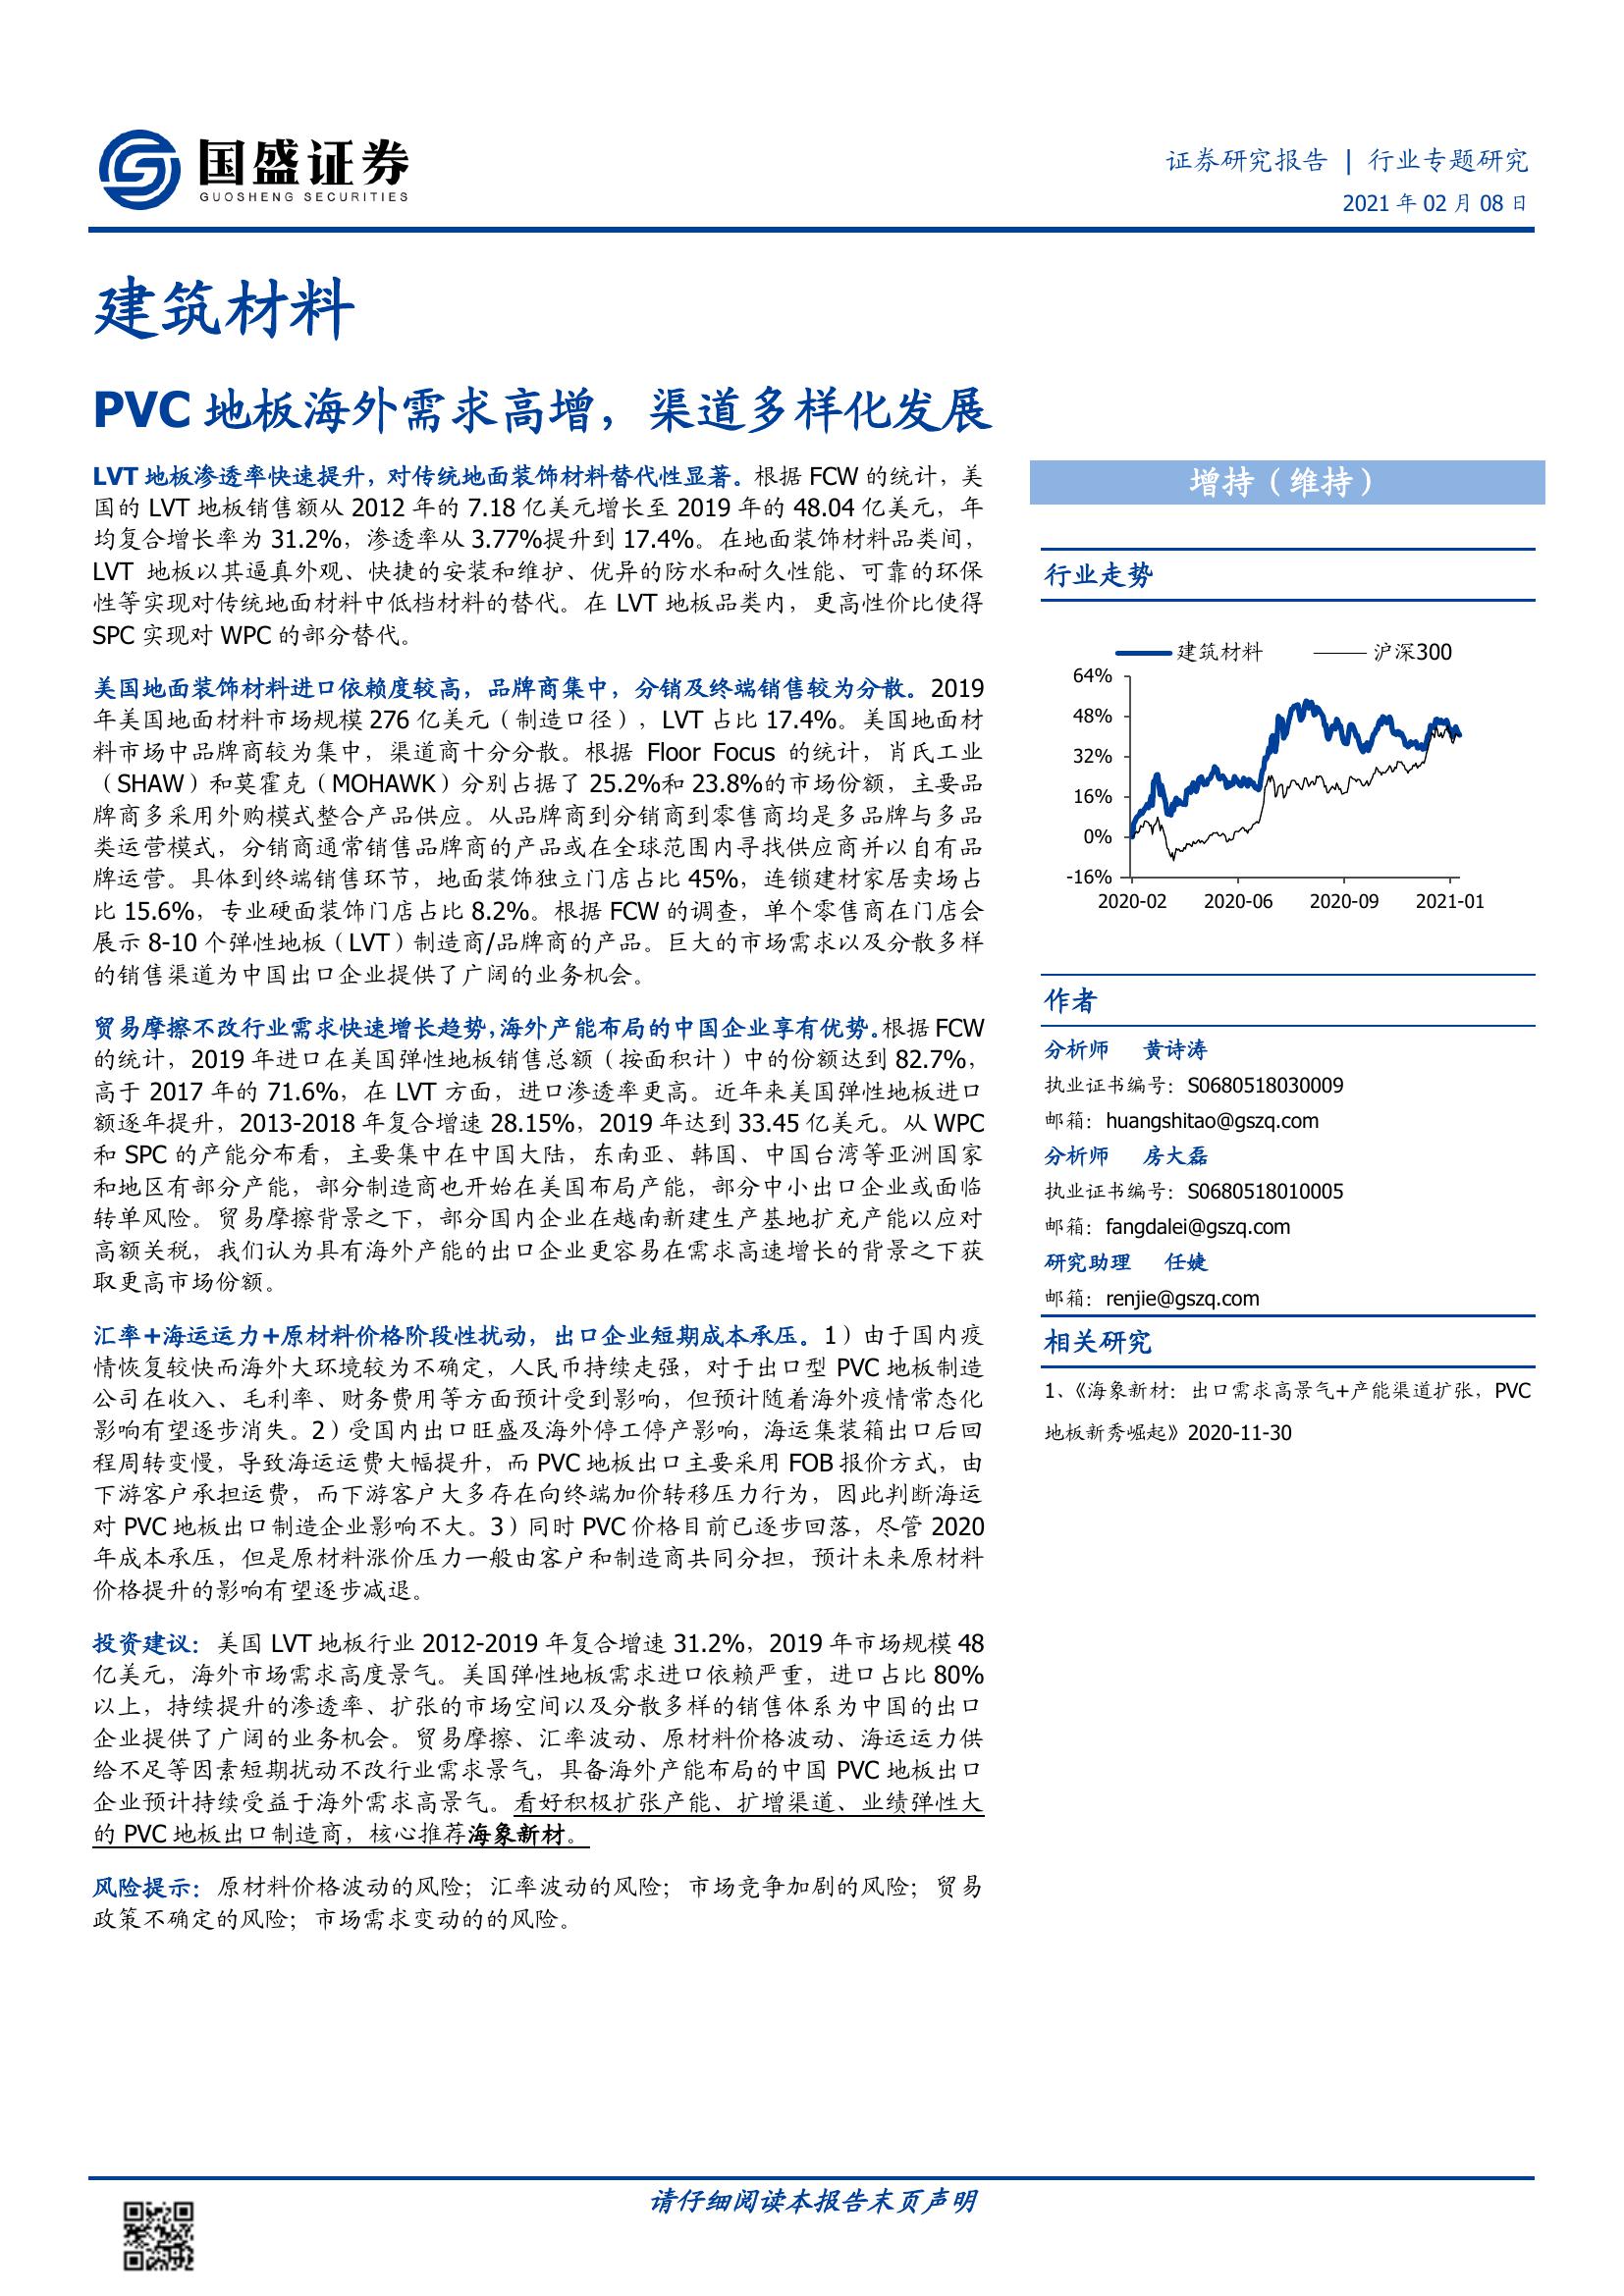 国盛证券
GUOSHENG SECURITIES
证券研究报告 | 行业专题研究
2021 年 02 月 08 日
建筑材料
PVC 地板海外需求高增，渠道多样化发展
LVT 地板渗透率快速提升，对传统地面装饰材料替代性显著。根据 FCW 的统计，美
国的 LVT 地板销售额从 2012 年的 7.18 亿美元增长至 2019 年的 48.04 亿美元，年
均复合增长率为 31.2%，渗透率从 3.77%提升到 17.4%。在地面装饰材料品类间，
LVT 地板以其逼真外观、快捷的安装和维护、优异的防水和耐久性能、可靠的环保
性等实现对传统地面材料中低档材料的替代。在 LVT 地板品类内，更高性价比使得
SPC 实现对 WPC 的部分替代。
美国地面装饰材料进口依赖度较高，品牌商集中，分销及终端销售较为分散。2019
年美国地面材料市场规模 276 亿美元（制造口径），LVT 占比 17.4%。美国地面材
料市场中品牌商较为集中，渠道商十分分散。根据 Floor Focus 的统计，肖氏工业
（SHAW）和莫霍克（MOHAWK）分别占据了 25.2%和 23.8%的市场份额，主要品
牌商多采用外购模式整合产品供应。从品牌商到分销商到零售商均是多品牌与多品
类运营模式，分销商通常销售品牌商的产品或在全球范围内寻找供应商并以自有品
牌运营。具体到终端销售环节，地面装饰独立门店占比 45%，连锁建材家居卖场占
比 15.6%，专业硬面装饰门店占比 8.2%。根据 FCW 的调查，单个零售商在门店会
展示 8-10 个弹性地板（LVT）制造商/品牌商的产品。巨大的市场需求以及分散多样
的销售渠道为中国出口企业提供了广阔的业务机会。
贸易摩擦不改行业需求快速增长趋势，海外产能布局的中国企业享有优势。根据 FCW
的统计，2019 年进口在美国弹性地板销售总额（按面积计）中的份额达到 82.7%，
高于 2017 年的 71.6%，在 LVT 方面，进口渗透率更高。近年来美国弹性地板进口
额逐年提升，2013-2018 年复合增速 28.15%，2019 年达到 33.45 亿美元。从 WPC
和 SPC 的产能分布看，主要集中在中国大陆，东南亚、韩国、中国台湾等亚洲国家
和地区有部分产能，部分制造商也开始在美国布局产能，部分中小出口企业或面临
转单风险。贸易摩擦背景之下，部分国内企业在越南新建生产基地扩充产能以应对
高额关税，我们认为具有海外产能的出口企业更容易在需求高速增长的背景之下获
取更高市场份额。
汇率+海运运力+原材料价格阶段性扰动，出口企业短期成本承压。1）由于国内疫
情恢复较快而海外大环境较为不确定，人民币持续走强，对于出口型 PVC 地板制造
公司在收入、毛利率、财务费用等方面预计受到影响，但预计随着海外疫情常态化
影响有望逐步消失。2）受国内出口旺盛及海外停工停产影响，海运集装箱出口后回
程周转变慢，导致海运运费大幅提升，而 PVC 地板出口主要采用 FOB 报价方式，由
下游客户承担运费，而下游客户大多存在向终端加价转移压力行为，因此判断海运
对 PVC 地板出口制造企业影响不大。3）同时 PVC 价格目前已逐步回落，尽管 2020
年成本承压，但是原材料涨价压力一般由客户和制造商共同分担，预计未来原材料
价格提升的影响有望逐步减退。
投资建议：美国 LVT 地板行业 2012-2019 年复合增速 31.2%，2019 年市场规模 48
亿美元，海外市场需求高度景气。美国弹性地板需求进口依赖严重，进口占比 80%
以上，持续提升的渗透率、扩张的市场空间以及分散多样的销售体系为中国的出口
企业提供了广阔的业务机会。贸易摩擦、汇率波动、原材料价格波动、海运运力供
给不足等因素短期扰动不改行业需求景气，具备海外产能布局的中国 PVC 地板出口
企业预计持续受益于海外需求高景气。看好积极扩张产能、扩增渠道、业绩弹性大
的 PVC 地板出口制造商，核心推荐海象新材。
风险提示：原材料价格波动的风险；汇率波动的风险；市场竞争加剧的风险；贸易
政策不确定的风险；市场需求变动的的风险。
增持（维持）
行业走势
建筑材料 沪深300
64%
48%
32%
16%
0%
-16%
2020-02 2020-06 2020-09 2021-01
作者
分析师 黄诗涛
执业证书编号：S0680518030009
邮箱：huangshitao@gszq.com
分析师 房大磊
执业证书编号：S0680518010005
邮箱：fangdalei@gszq.com
研究助理 任婕
邮箱：renjie@gszq.com
相关研究
1、《海象新材：出口需求高景气+产能渠道扩张，PVC
地板新秀崛起》2020-11-30
请仔细阅读本报告末页声明